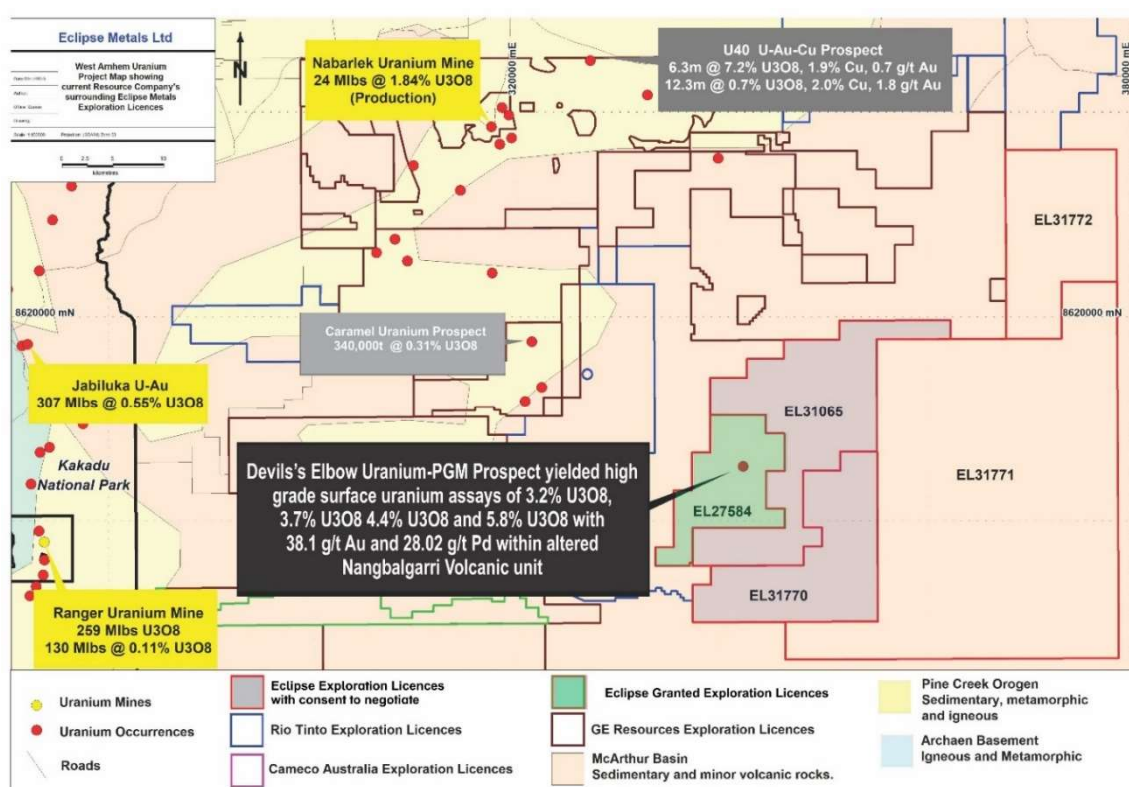 Eclipse Metals Ltd
West Arnhem Uranium
Project Map showing
current Resource Company's
surrounding Eclipse Metals
Exploration Licences
0 2.5 5 10
kilometres
N
Nabarlek Uranium Mine
24 Mlbs @ 1.84% U3O8
(Production)
320000 mE
U40 U-Au-Cu Prospect
6.3m @ 7.2% U3O8, 1.9% Cu, 0.7 g/t Au
12.3m @ 0.7% U3O8, 2.0% Cu, 1.8 g/t Au
380000 mE
EL31772
8620000 mN
8620000 mN
Caramel Uranium Prospect
340,000t @ 0.31% U3O8
Jabiluka U-Au
307 Mlbs @ 0.55% U3O8
EL31065
Kakadu
National Park
Devils's Elbow Uranium-PGM Prospect yielded high
grade surface uranium assays of 3.2% U3O8,
3.7% U3O8 4.4% U3O8 and 5.8% U3O8 with
38.1 g/t Au and 28.02 g/t Pd within altered
Nangbalgarri Volcanic unit
EL27584
EL31771
EL31770
Ranger Uranium Mine
259 Mlbs U3O8
130 Mlbs @ 0.11% U3O8
Uranium Mines
Uranium Occurrences
Roads
Eclipse Exploration Licences
with consent to negotiate
Rio Tinto Exploration Licences
Cameco Australia Exploration Licences
Eclipse Granted Exploration Licences
GE Resources Exploration Licences
McArthur Basin
Sedimentary and minor volcanic rocks.
Pine Creek Orogen
Sedimentary, metamorphic
and igneous
Archaen Basement
Igneous and Metamorphic